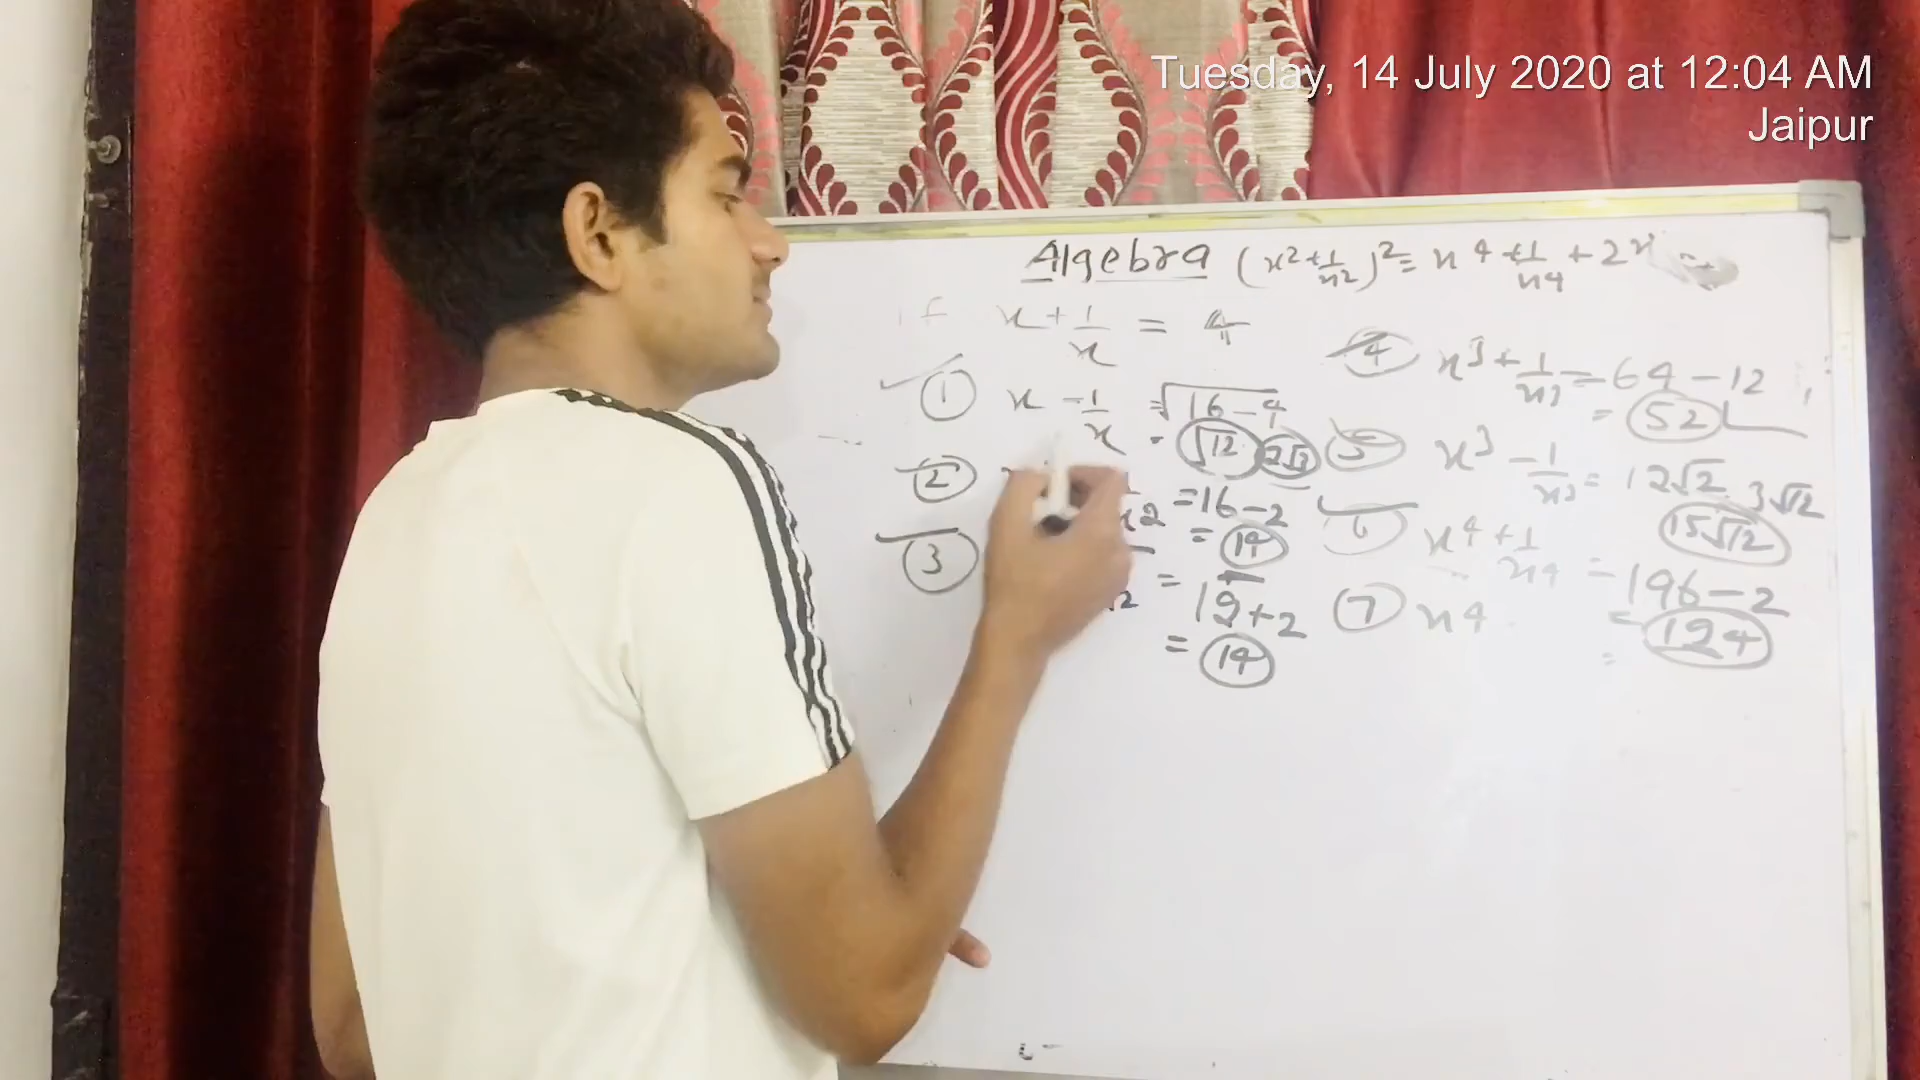 Tuesday, 14 July 2020 at 12:04 AM
Jaipur
Algebra (x2+1/x2)2= x4+1/x4+2x
if x+1/x = 4
1 x-1/x =√16-4
= √12 2√3
2 x2 =16-2
= 14
3 = 12+2
= 14
4 x3+1/x3=64-12
= 52
5 x3-1/x3= 12√2 3√12
15√12
6 x4+1/x4 =196-2
= 194
7 x4 =